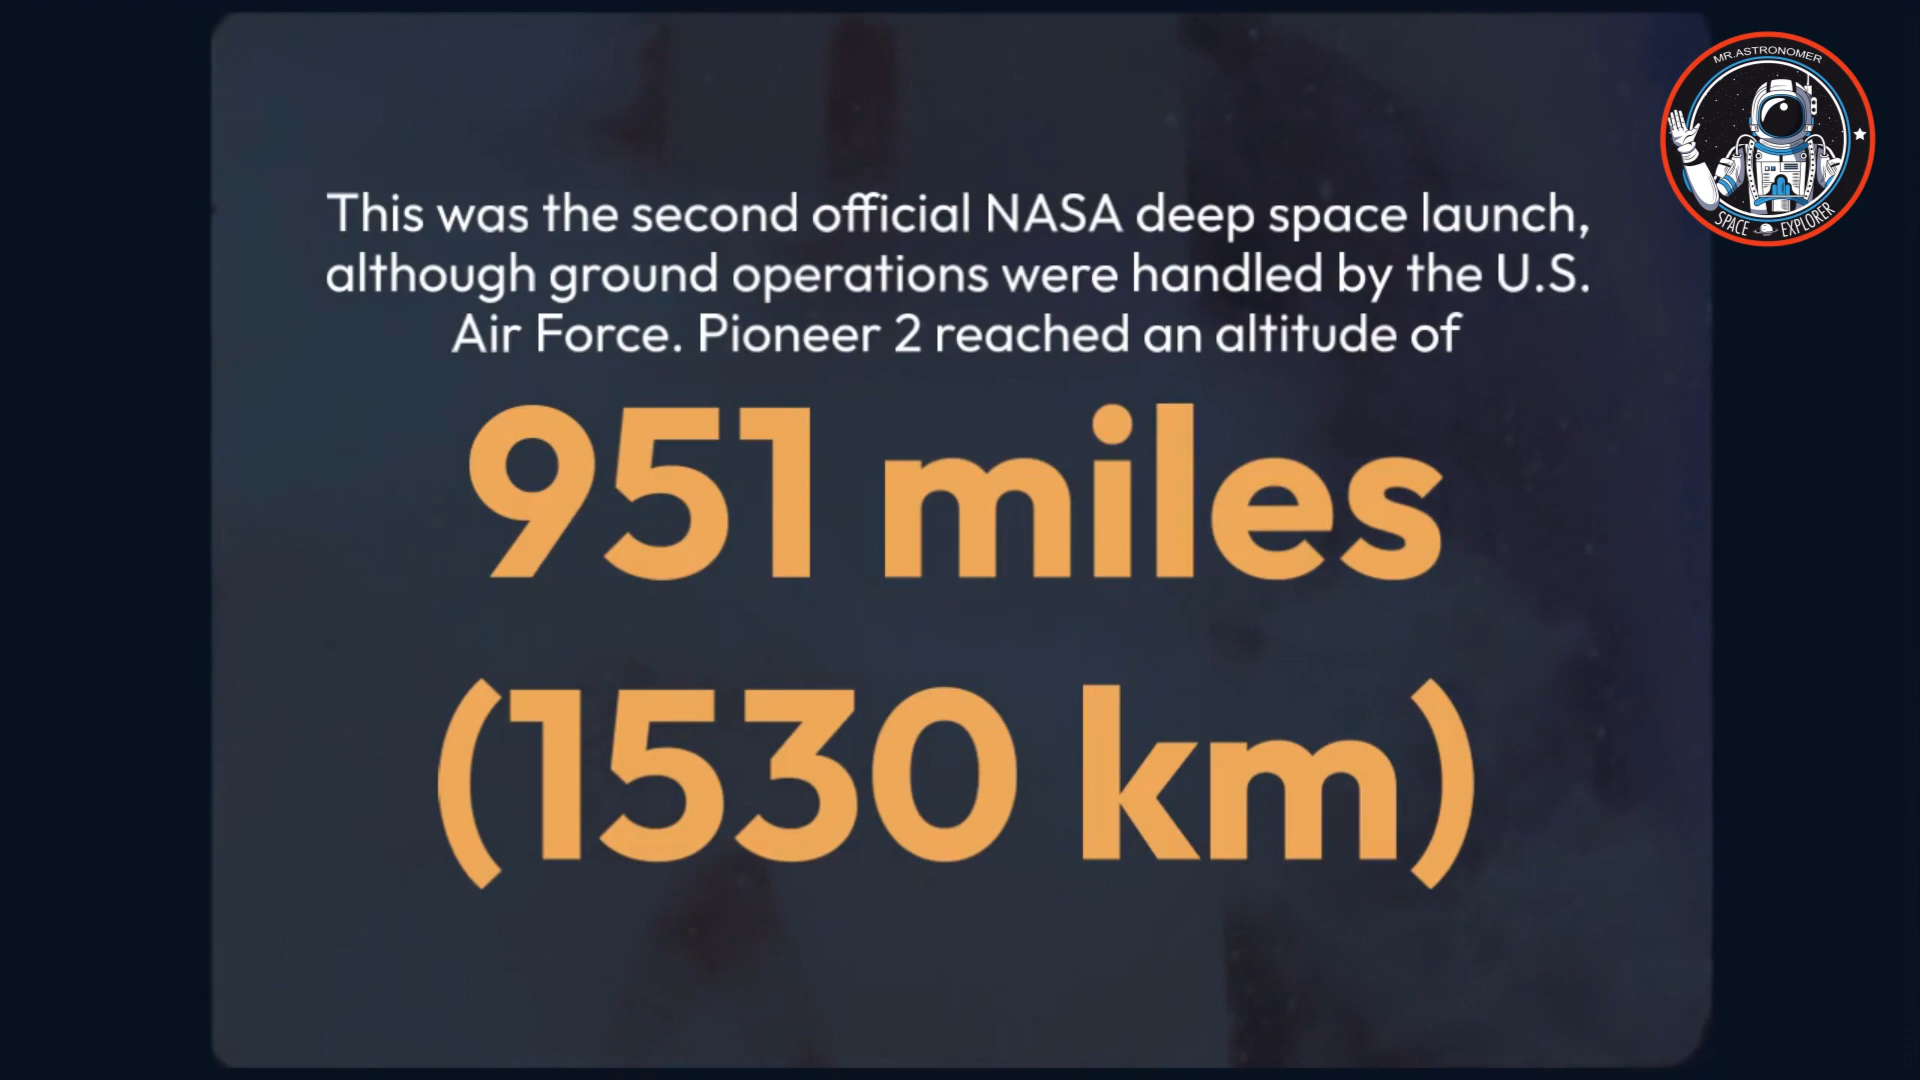 MR.ASTRONOMER
SPACE EXPLORER
This was the second official NASA deep space launch,
although ground operations were handled by the U.S.
Air Force. Pioneer 2 reached an altitude of
951 miles
(1530 km)